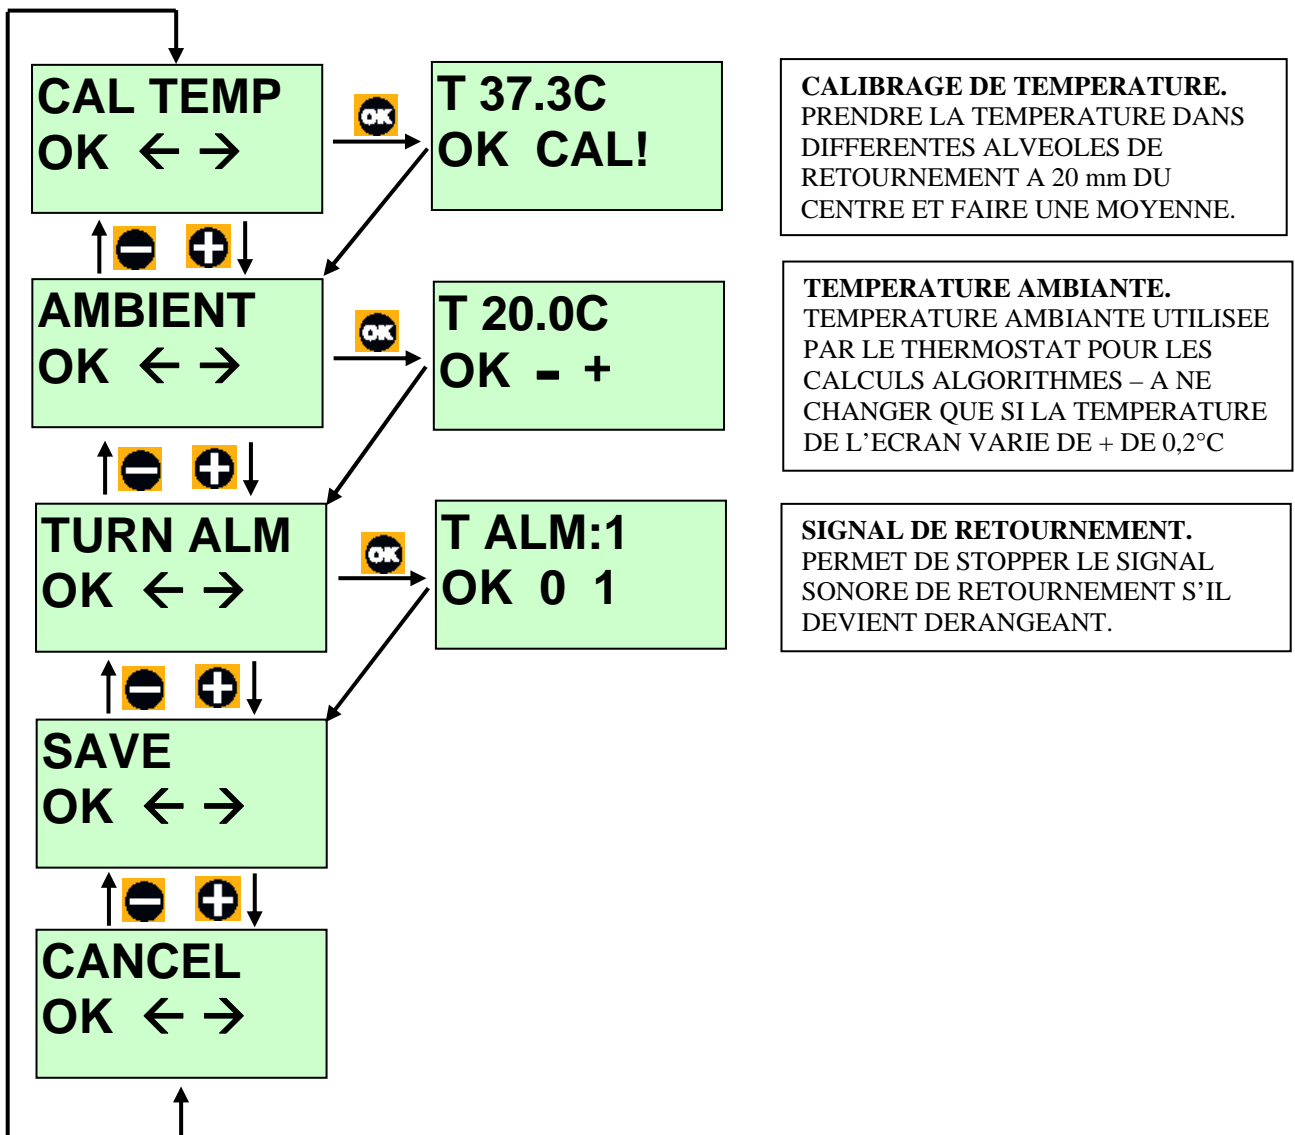 CAL TEMP
OK ← →
OK
T 37.3C
OK CAL!
CALIBRAGE DE TEMPERATURE.
PRENDRE LA TEMPERATURE DANS
DIFFERENTES ALVEOLES DE
RETOURNEMENT A 20 mm DU
CENTRE ET FAIRE UNE MOYENNE.
AMBIENT
OK ← →
OK
T 20.0C
OK - +
TEMPERATURE AMBIANTE.
TEMPERATURE AMBIANTE UTILISEE
PAR LE THERMOSTAT POUR LES
CALCULS ALGORITHMES – A NE
CHANGER QUE SI LA TEMPERATURE
DE L’ECRAN VARIE DE + DE 0,2°C
TURN ALM
OK ← →
OK
T ALM:1
OK 0 1
SIGNAL DE RETOURNEMENT.
PERMET DE STOPPER LE SIGNAL
SONORE DE RETOURNEMENT S’IL
DEVIENT DERANGEANT.
SAVE
OK ← →
CANCEL
OK ← →